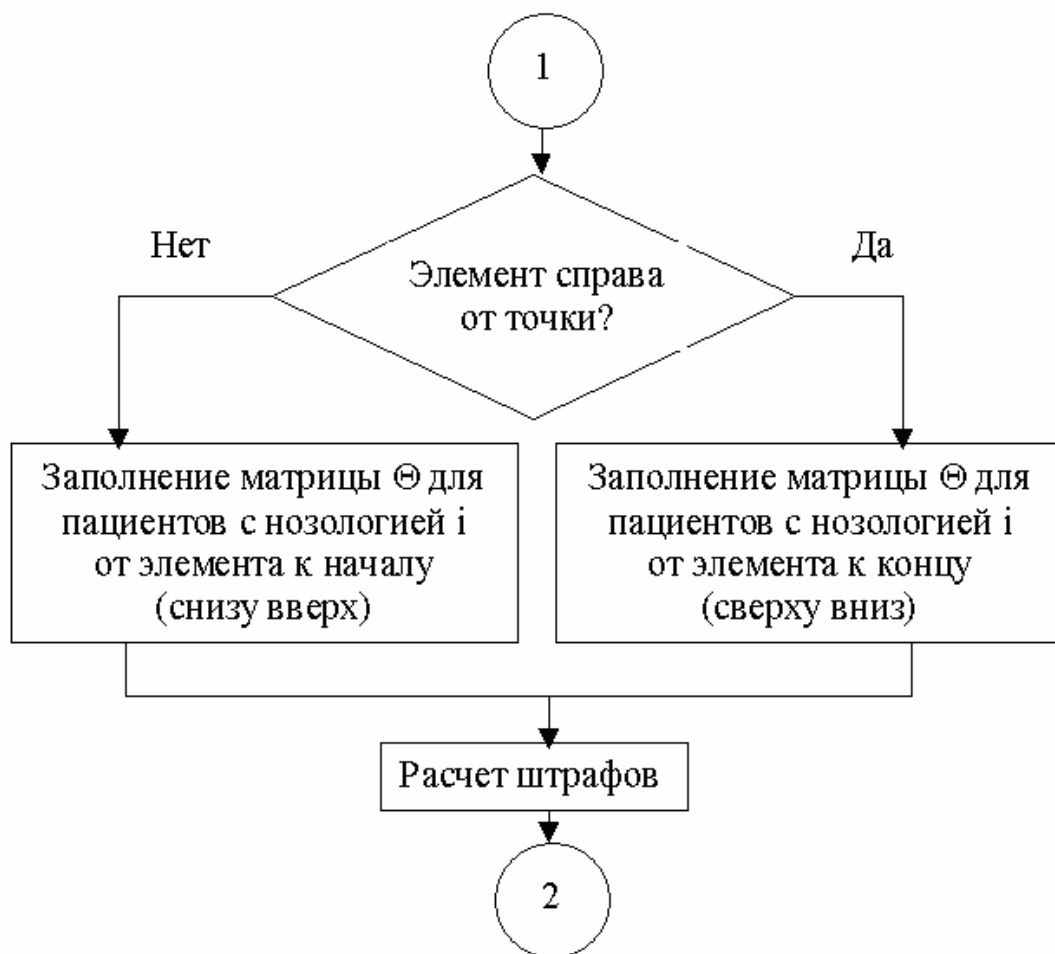 1
Нет
Да
Элемент справа
от точки?
Заполнение матрицы Θ для
пациентов с нозологией i
от элемента к началу
(снизу вверх)
Заполнение матрицы Θ для
пациентов с нозологией i
от элемента к концу
(сверху вниз)
Расчет штрафов
2